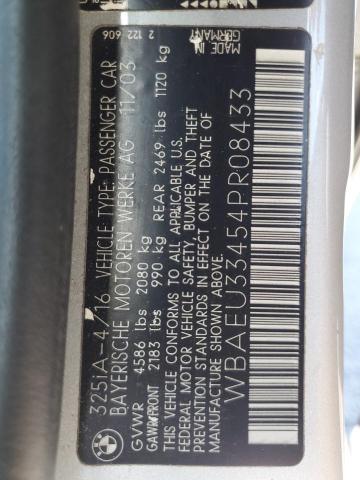 325iA-4/16 VEHICLE TYPE: PASSENGER CAR 2 122 606
BAYERISCHE MOTOREN WERKE AG 11/03 MADE IN GERMANY
GVWR 4586 lbs 2080 kg
GAWR FRONT 2183 lbs 990 kg REAR 2469 lbs 1120 kg
THIS VEHICLE CONFORMS TO ALL APPLICABLE U.S.
FEDERAL MOTOR VEHICLE SAFETY, BUMPER AND THEFT
PREVENTION STANDARDS IN EFFECT ON THE DATE OF
MANUFACTURE SHOWN ABOVE
WBAEU33454PR08433